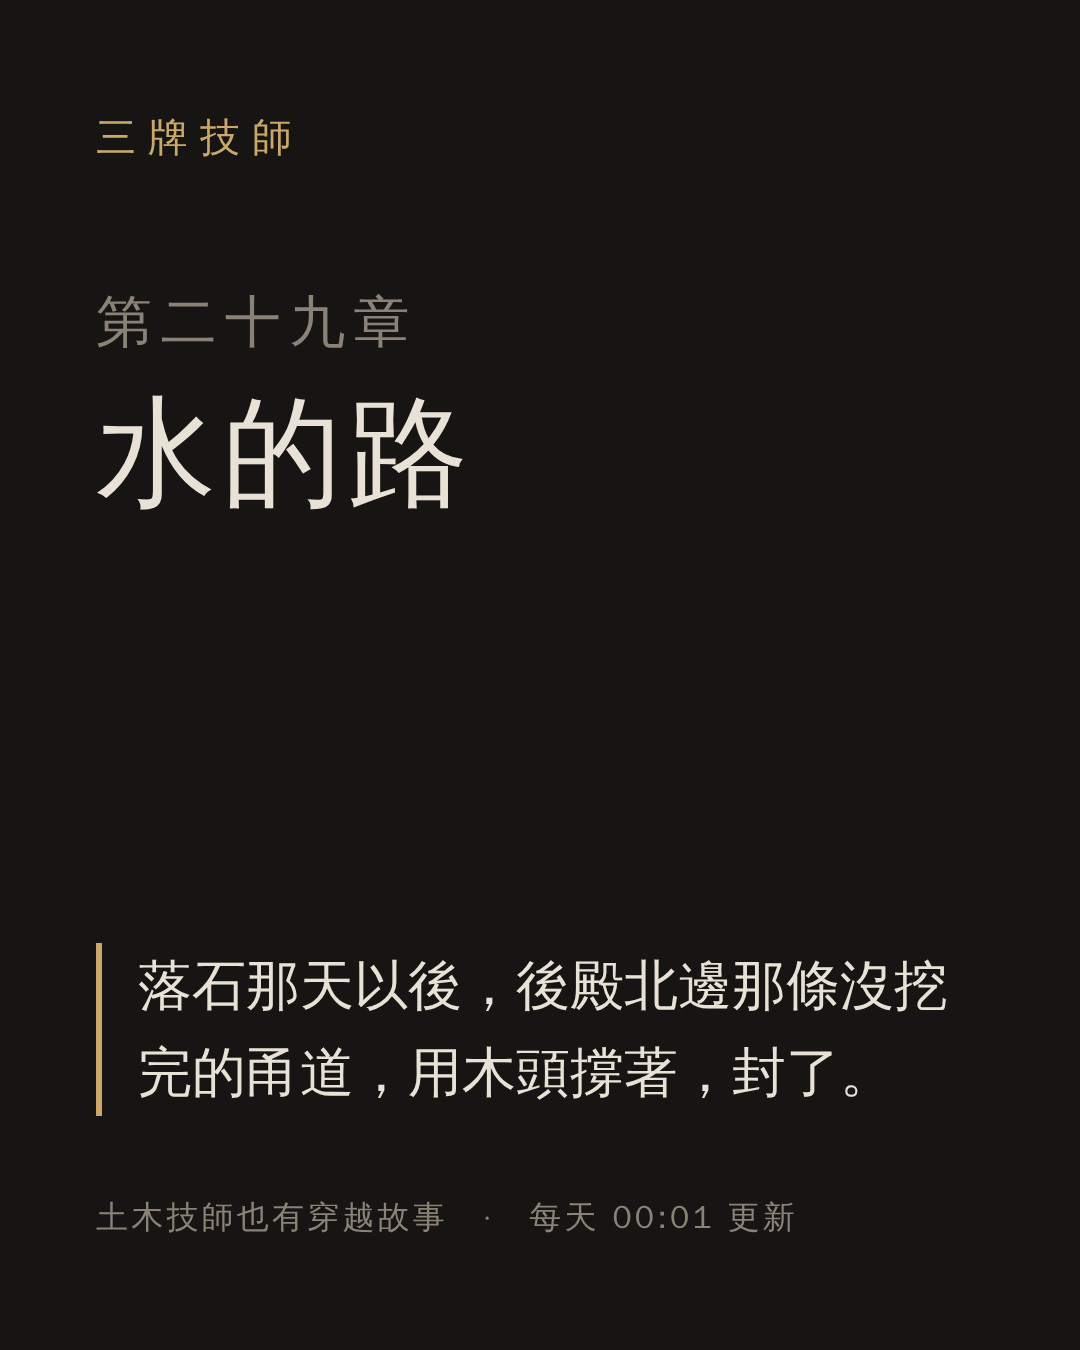 三牌技師
第二十九章
水的路
落石那天以後，後殿北邊那條沒挖
完的甬道，用木頭撐著，封了。
土木技師也有穿越故事 · 每天 00:01 更新